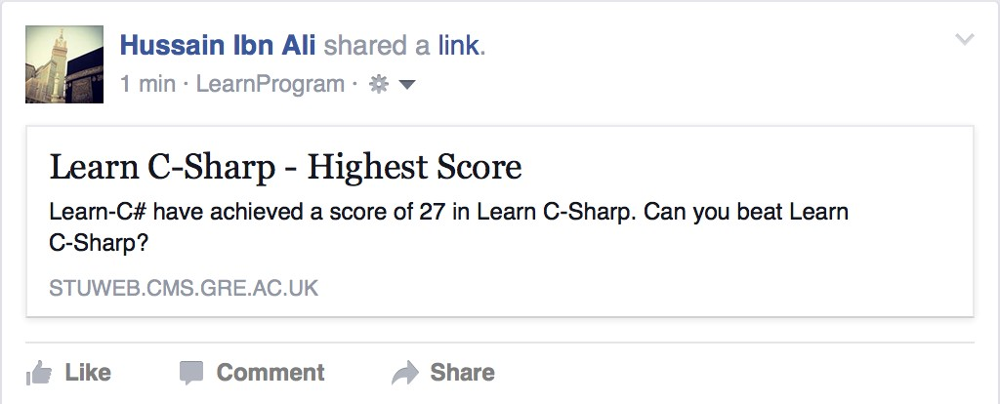 Hussain Ibn Ali shared a link.
1 min · LearnProgram ·
Learn C-Sharp - Highest Score
Learn-C# have achieved a score of 27 in Learn C-Sharp. Can you beat Learn
C-Sharp?
STUWEB.CMS.GRE.AC.UK
Like Comment Share